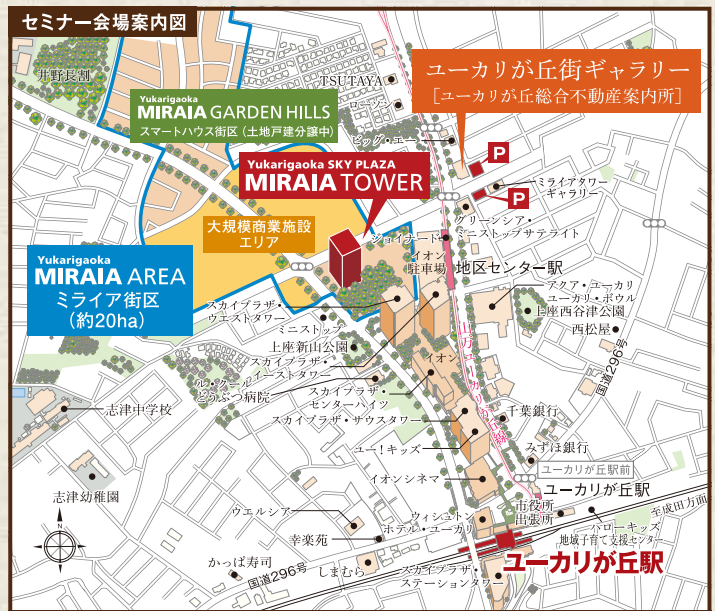 セミナー会場案内図
井野長割
TSUTAYA
ローソン
ビッグ・エー
ユーカリが丘街ギャラリー
[ユーカリが丘総合不動産案内所]
Yukarigaoka
MIRAIA GARDEN HILLS
スマートハウス街区（土地戸建分譲中）
Yukarigaoka SKY PLAZA
MIRAIA TOWER
P
P
ミライアタワー
ギャラリー
グリーンシア・
ミニストップサテライト
大規模商業施設
エリア
ジョイナード
イオン
駐車場
地区センター駅
Yukarigaoka
MIRAIA AREA
ミライア街区
（約20ha）
アクア・ユーカリ
ユーカリ・ボウル
上座西谷津公園
西松屋
国道296号
スカイプラザ・
ウエストタワー
ミニストップ
上座新山公園
スカイプラザ・
イーストタワー
イオン
山万ユーカリが丘線
ル・クール
どうぶつ病院
スカイプラザ・
センターハイツ
スカイプラザ・サウスタワー
志津中学校
千葉銀行
ユー！キッズ
みずほ銀行
ユーカリが丘駅前
イオンシネマ
ユーカリが丘駅
志津幼稚園
ウエルシア
ウィシュトン
ホテル・ユーカリ
市役所
出張所
至成田方面
ハローキッズ
地域子育て支援センター
N
幸楽苑
ユーカリが丘駅
かっぱ寿司
国道296号
しまむら
スカイプラザ・
ステーションタワー